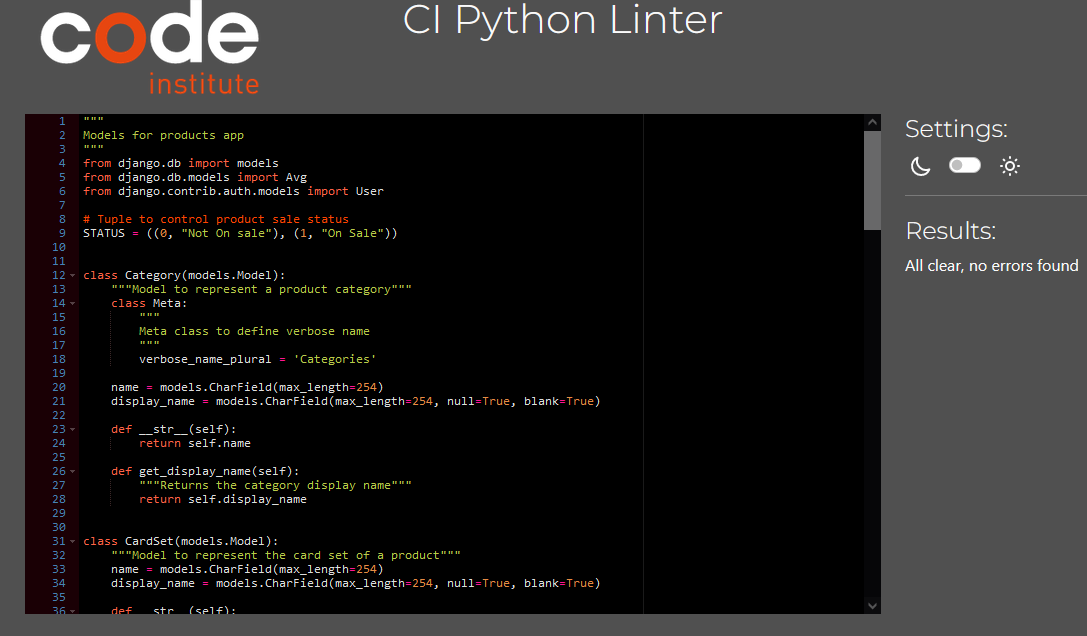 code
institute
CI Python Linter
1 """
2 Models for products app
3 """
4 from django.db import models
5 from django.db.models import Avg
6 from django.contrib.auth.models import User
7
8 # Tuple to control product sale status
9 STATUS = ((0, "Not On sale"), (1, "On Sale"))
10
11
12 class Category(models.Model):
13     """Model to represent a product category"""
14     class Meta:
15         """
16         Meta class to define verbose name
17         """
18         verbose_name_plural = 'Categories'
19
20     name = models.CharField(max_length=254)
21     display_name = models.CharField(max_length=254, null=True, blank=True)
22
23     def __str__(self):
24         return self.name
25
26     def get_display_name(self):
27         """Returns the category display name"""
28         return self.display_name
29
30
31 class CardSet(models.Model):
32     """Model to represent the card set of a product"""
33     name = models.CharField(max_length=254)
34     display_name = models.CharField(max_length=254, null=True, blank=True)
35
36     def __str__(self):
Settings:
Results:
All clear, no errors found